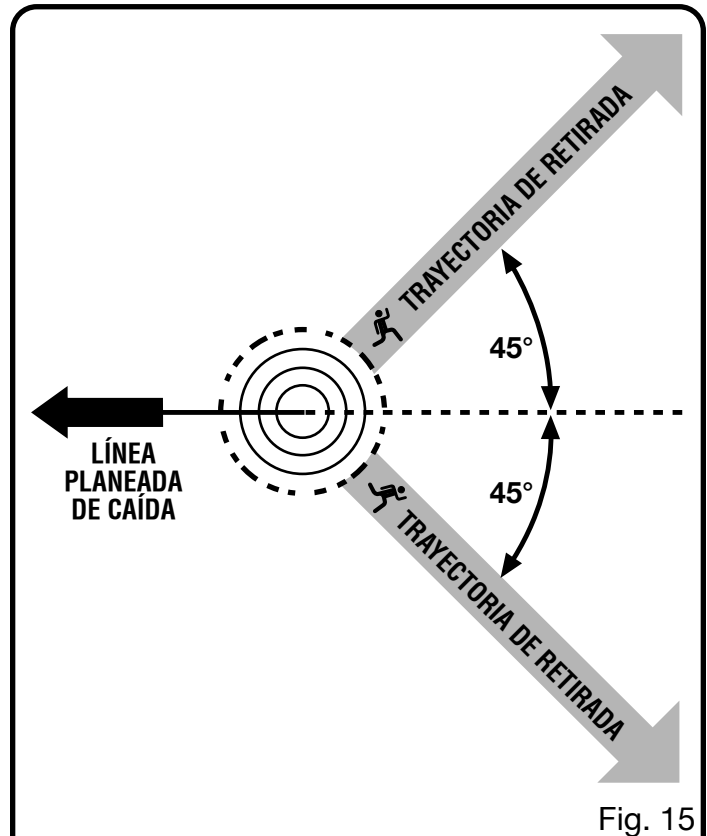 TRAYECTORIA DE RETIRADA
45°
LÍNEA
PLANEADA
DE CAÍDA
45°
TRAYECTORIA DE RETIRADA
Fig. 15